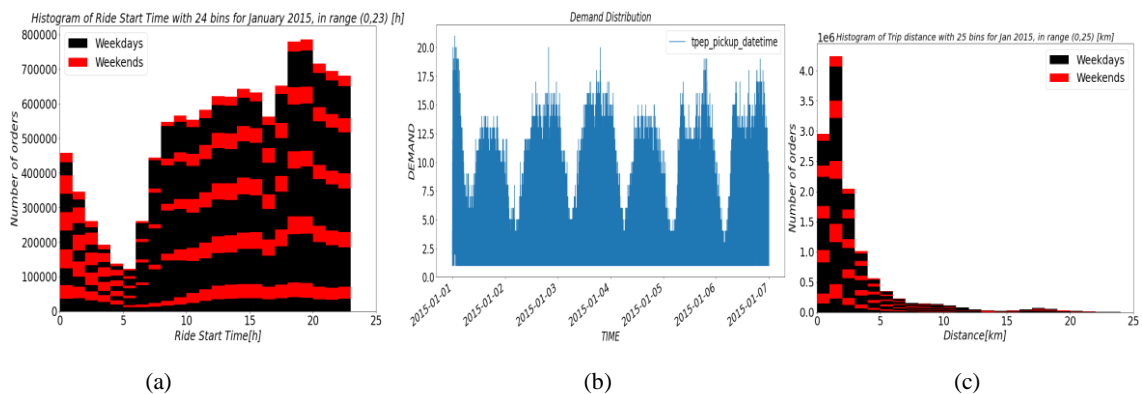 Histogram of Ride Start Time with 24 bins for January 2015, in range (0,23) [h]
800000
700000
600000
500000
400000
300000
200000
100000
0
Number of orders
Weekdays
Weekends
0 5 10 15 20 25
Ride Start Time[h]
(a)
Demand Distribution
20.0
17.5
15.0
12.5
10.0
7.5
5.0
2.5
0.0
DEMAND
tpep_pickup_datetime
2015-01-01 2015-01-02 2015-01-03 2015-01-04 2015-01-05 2015-01-06 2015-01-07
TIME
(b)
1e6 Histogram of Trip distance with 25 bins for Jan 2015, in range (0,25) [km]
4.0
3.5
3.0
2.5
2.0
1.5
1.0
0.5
0.0
Number of orders
Weekdays
Weekends
0 5 10 15 20 25
Distance[km]
(c)